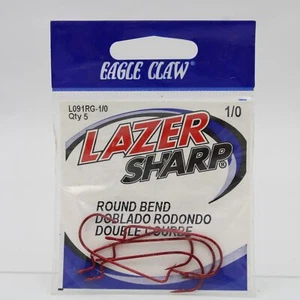 EAGLE CLAW
L091RG-1/0
Qty 5
1/0
LAZER
SHARP
ROUND BEND
DOBLADO RODONDO
DOUBLE COURBE